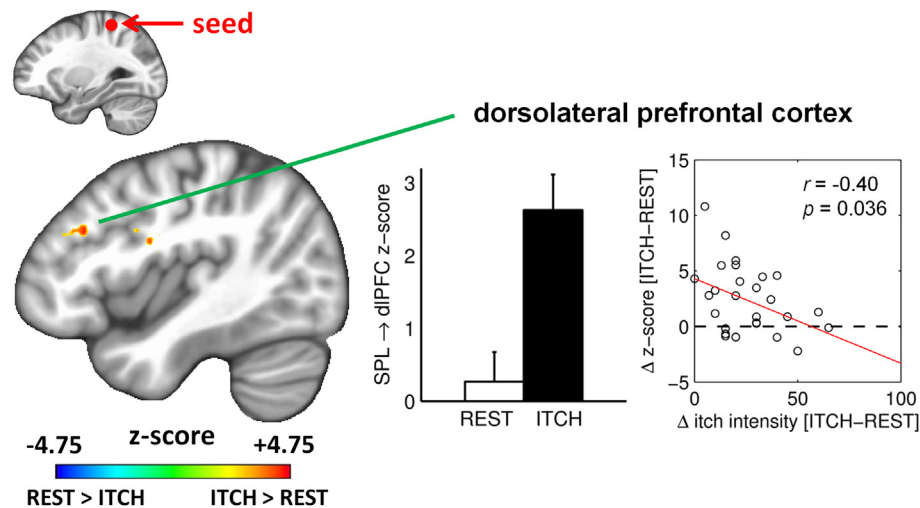 seed
dorsolateral prefrontal cortex
-4.75 z-score +4.75
REST > ITCH ITCH > REST
SPL → dlPFC z-score
3
2
1
0
REST ITCH
Δ z-score [ITCH−REST]
15
10
5
0
−5
r = -0.40
p = 0.036
0 50 100
Δ itch intensity [ITCH−REST]